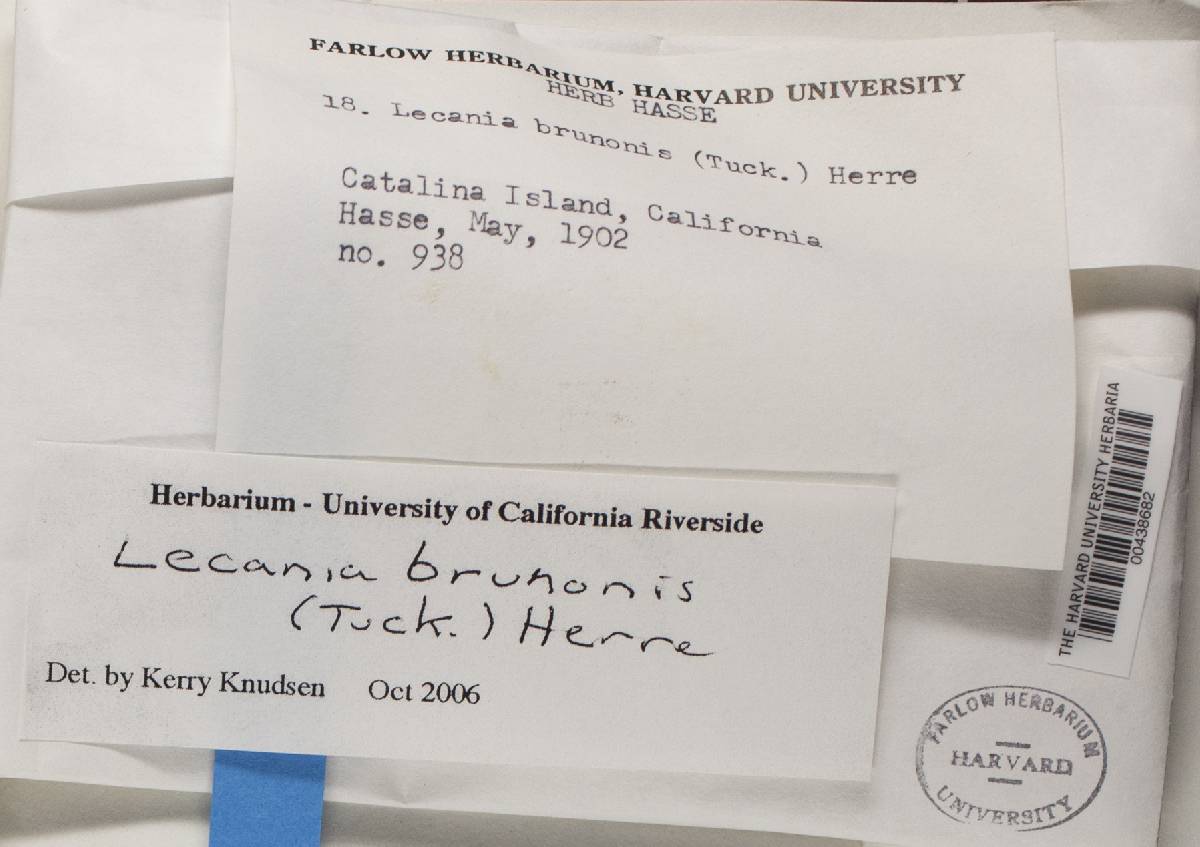 FARLOW HERBARIUM, HARVARD UNIVERSITY
HERB HASSE
18. Lecania brunonis (Tuck.) Herre
Catalina Island, California
Hasse, May, 1902
no. 938
Herbarium - University of California Riverside
Lecania brunonis
(Tuck.) Herre
Det. by Kerry Knudsen Oct 2006
THE HARVARD UNIVERSITY HERBARIA
00438682
FARLOW HERBARIUM
HARVARD
UNIVERSITY